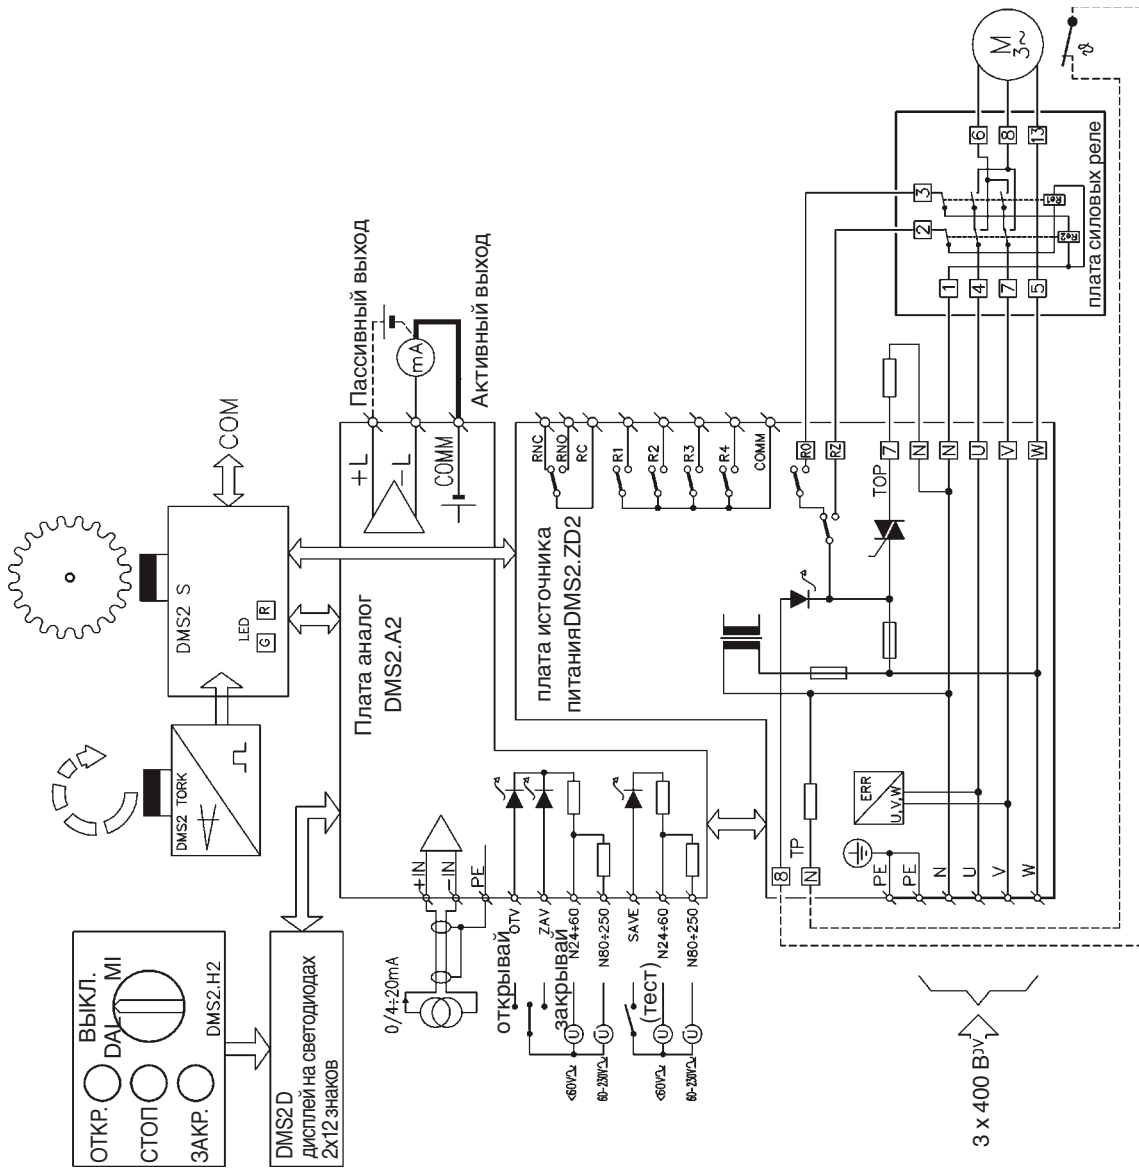 ОТКР.
СТОП
ЗАКР.
ВЫКЛ.
DAL
MI
DMS2.H2
DMS2D
дисплей на светодиодах
2x12 знаков
DMS2 TORK
DMS2 S
LED
G
R
COM
Плата аналог
DMS2.A2
+L
-L
COMM
Пассивный выход
mA
Активный выход
0/4÷20mA
+IN
-IN
PE
открывай
OTV
ZAV
закрывай
N24÷60
N80÷250
(тест)
SAVE
N24÷60
N80÷250
U
U
U
U
<60V
60-230V
<60V
60-230V
плата источника
питанияDMS2.ZD2
RNC
RNO
RC
R1
R2
R3
R4
COMM
RO
RZ
7
TOP
N
N
U
V
W
8
TP
N
ERR
U,V,W
PE
PE
N
U
V
W
3 x 400 В
плата силовых реле
1
4
7
5
2
3
6
8
13
Re1
Re2
M
3~
ϑ